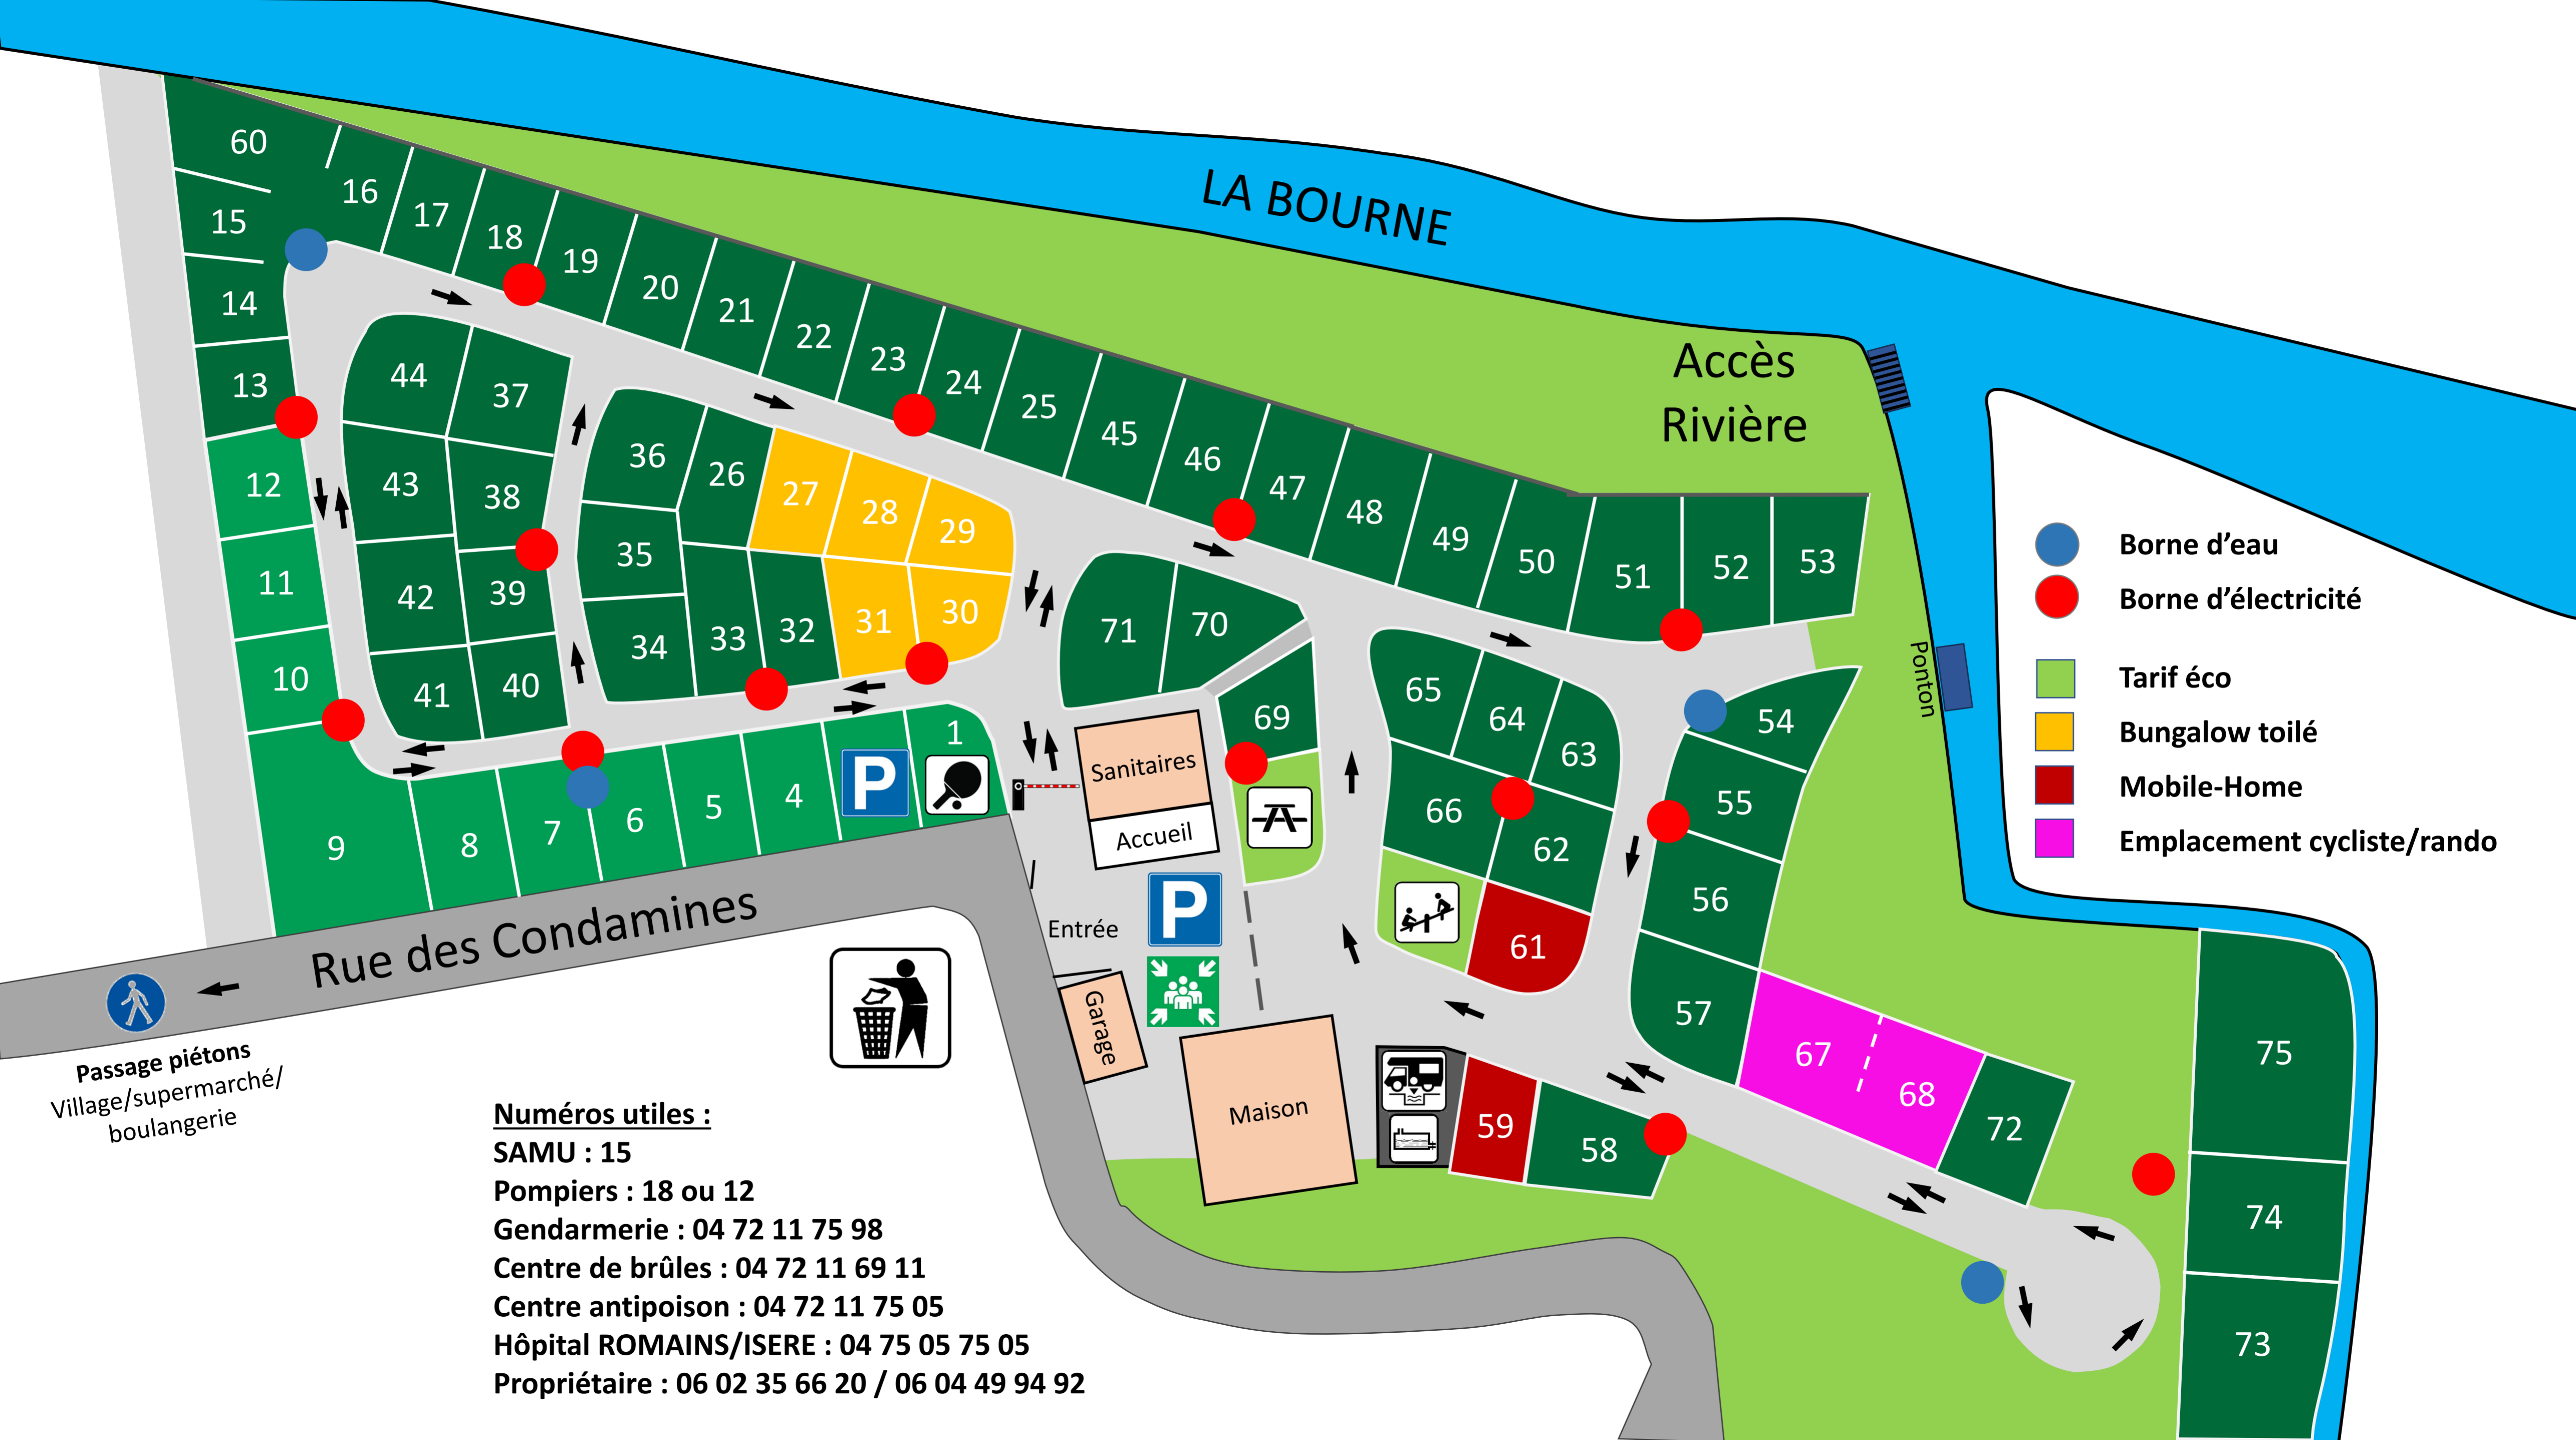 LA BOURNE
Accès
Rivière
Ponton
60
16
15
17
14
18
13
19
20
21
22
23
24
25
45
46
47
48
49
50
51
52
53
12
11
10
9
8
7
6
5
4
P
1
44
37
43
38
42
39
41
40
36
26
27
28
29
35
34
33
32
31
30
71
70
69
65
64
63
66
62
61
54
55
56
57
67
68
72
59
58
75
74
73
Sanitaires
Accueil
P
Entrée
Garage
Maison
Rue des Condamines
Passage piétons
Village/supermarché/
boulangerie
Borne d’eau
Borne d’électricité
Tarif éco
Bungalow toilé
Mobile-Home
Emplacement cycliste/rando
Numéros utiles :
SAMU : 15
Pompiers : 18 ou 12
Gendarmerie : 04 72 11 75 98
Centre de brûles : 04 72 11 69 11
Centre antipoison : 04 72 11 75 05
Hôpital ROMAINS/ISERE : 04 75 05 75 05
Propriétaire : 06 02 35 66 20 / 06 04 49 94 92